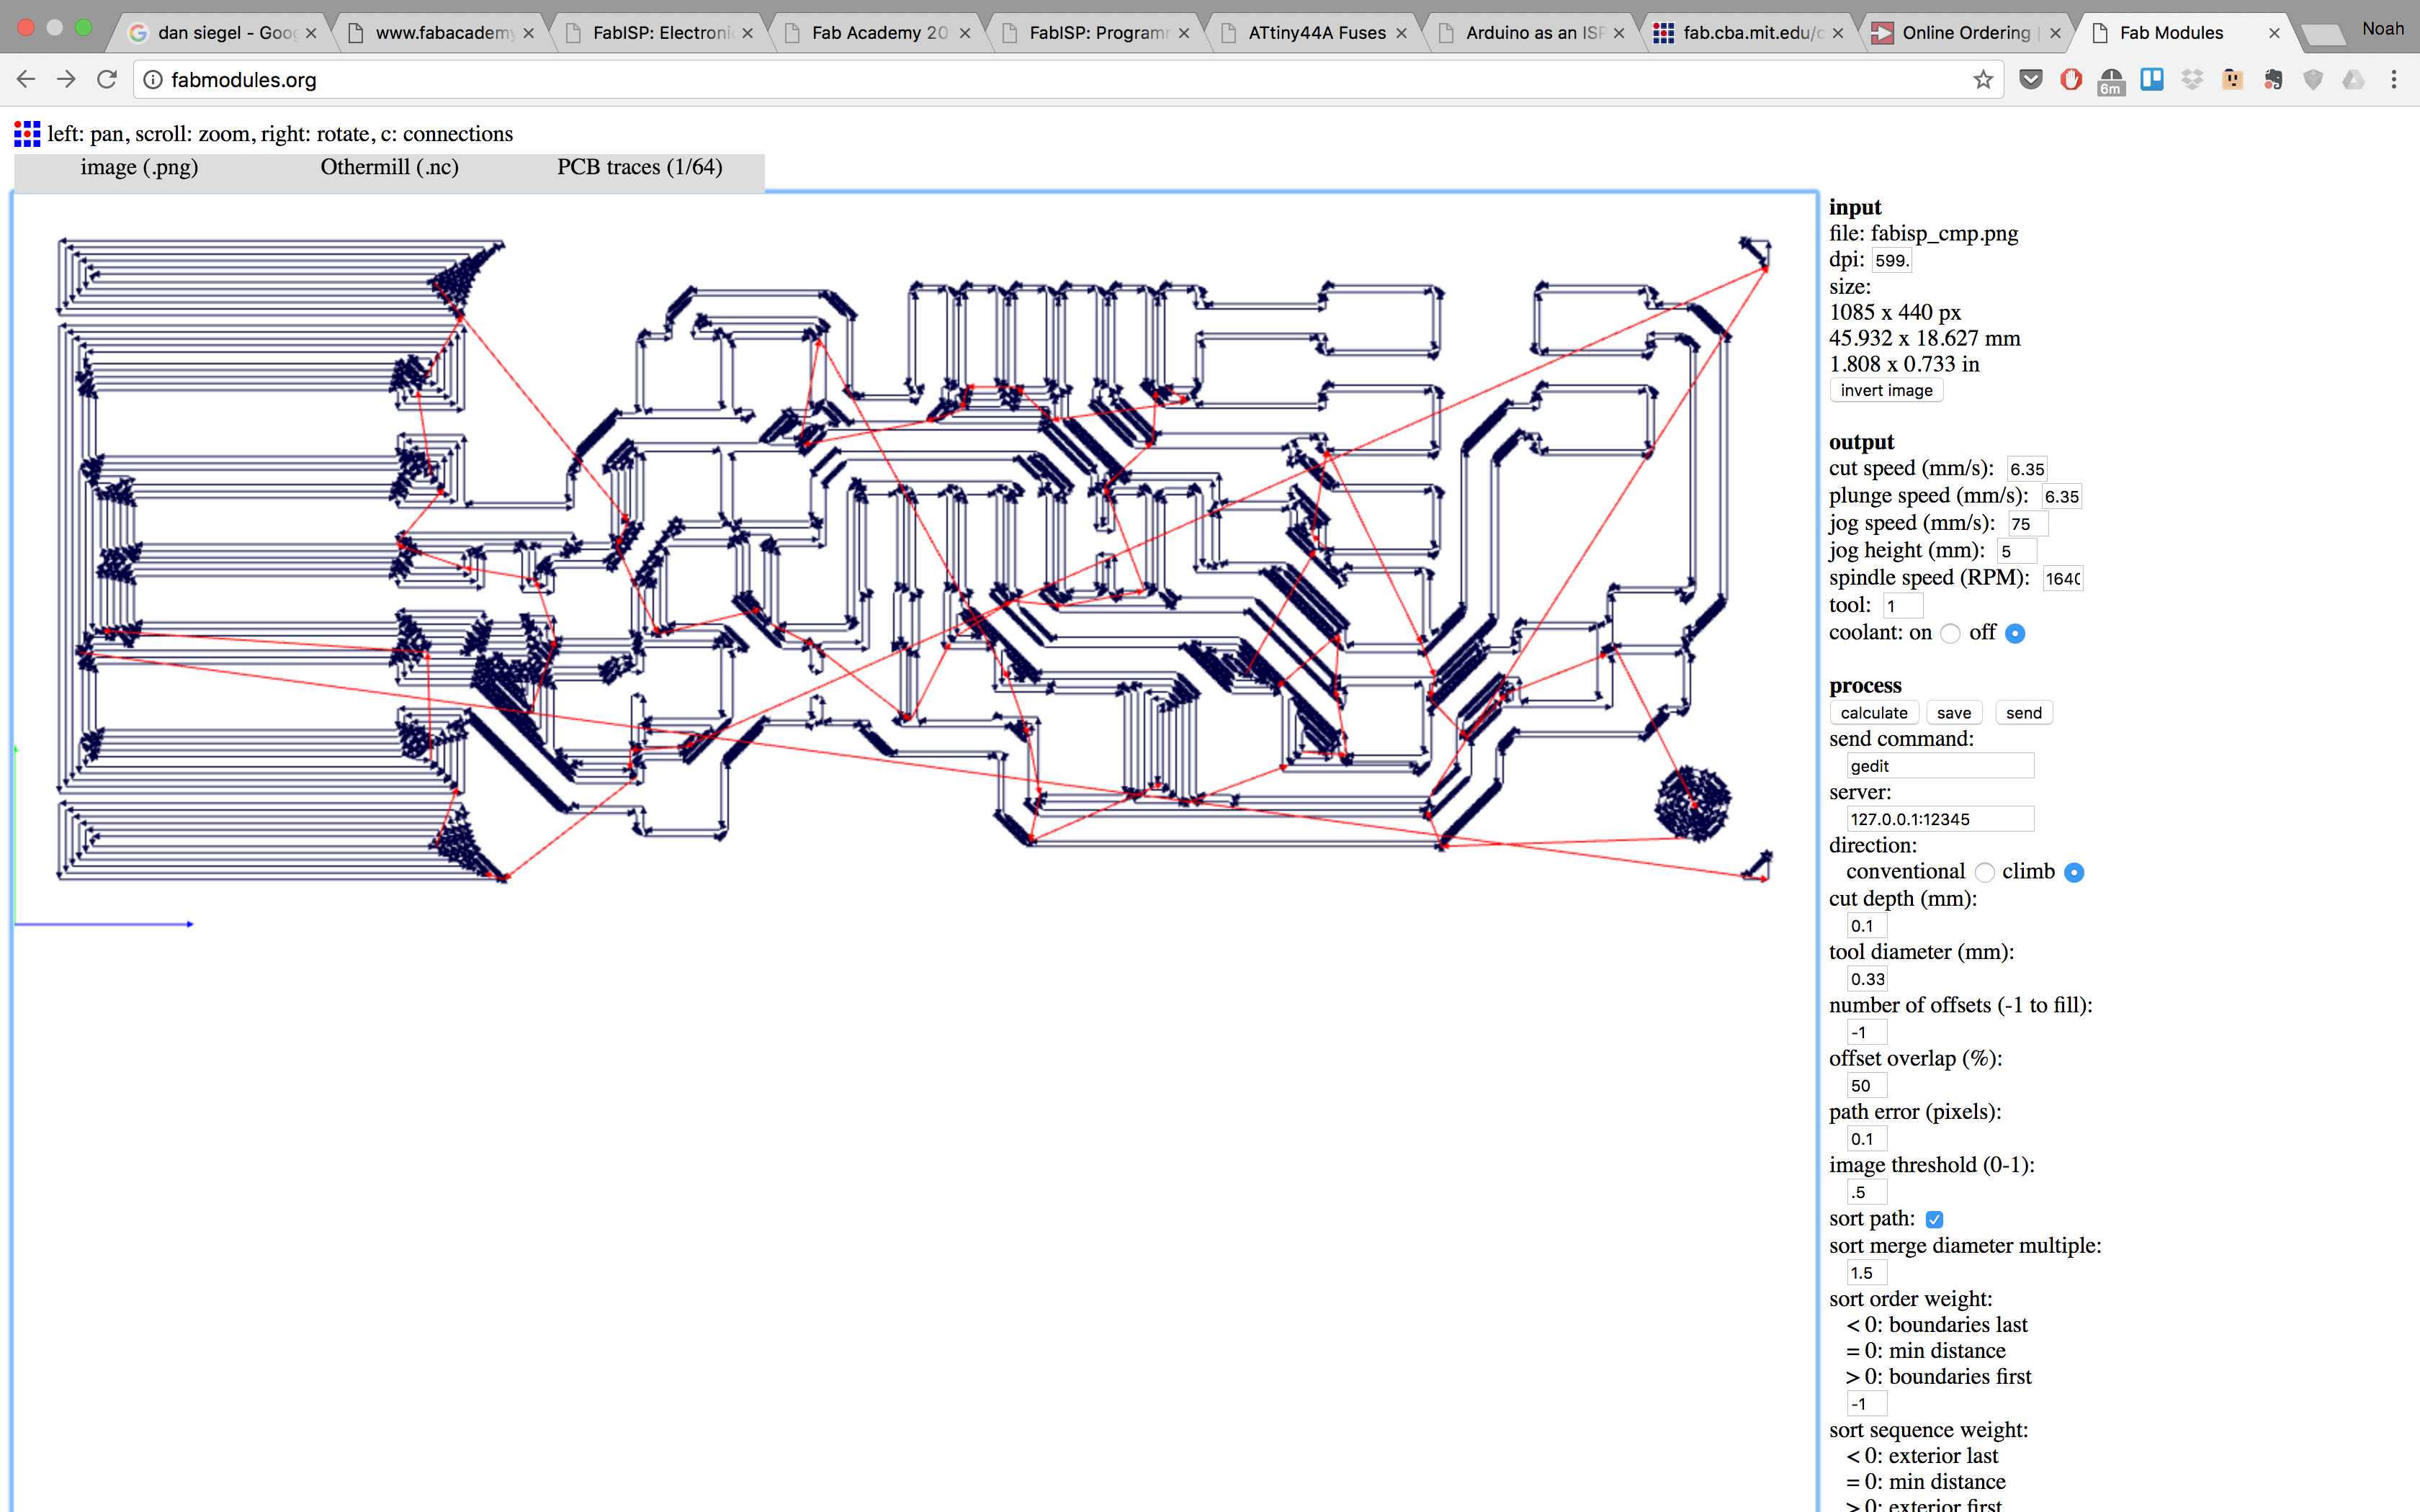 dan siegel - Goo
www.fabacademy
FabISP: Electroni
Fab Academy 20
FabISP: Programr
ATtiny44A Fuses
Arduino as an ISP
fab.cba.mit.edu/c
Online Ordering |
Fab Modules
Noah
fabmodules.org
6m
left: pan, scroll: zoom, right: rotate, c: connections
image (.png) Othermill (.nc) PCB traces (1/64)
input
file: fabisp_cmp.png
dpi: 599.
size:
1085 x 440 px
45.932 x 18.627 mm
1.808 x 0.733 in
invert image
output
cut speed (mm/s): 6.35
plunge speed (mm/s): 6.35
jog speed (mm/s): 75
jog height (mm): 5
spindle speed (RPM): 1640
tool: 1
coolant: on off
process
calculate save send
send command:
gedit
server:
127.0.0.1:12345
direction:
conventional climb
cut depth (mm):
0.1
tool diameter (mm):
0.33
number of offsets (-1 to fill):
-1
offset overlap (%):
50
path error (pixels):
0.1
image threshold (0-1):
.5
sort path:
sort merge diameter multiple:
1.5
sort order weight:
< 0: boundaries last
= 0: min distance
> 0: boundaries first
-1
sort sequence weight:
< 0: exterior last
= 0: min distance
> 0: exterior first